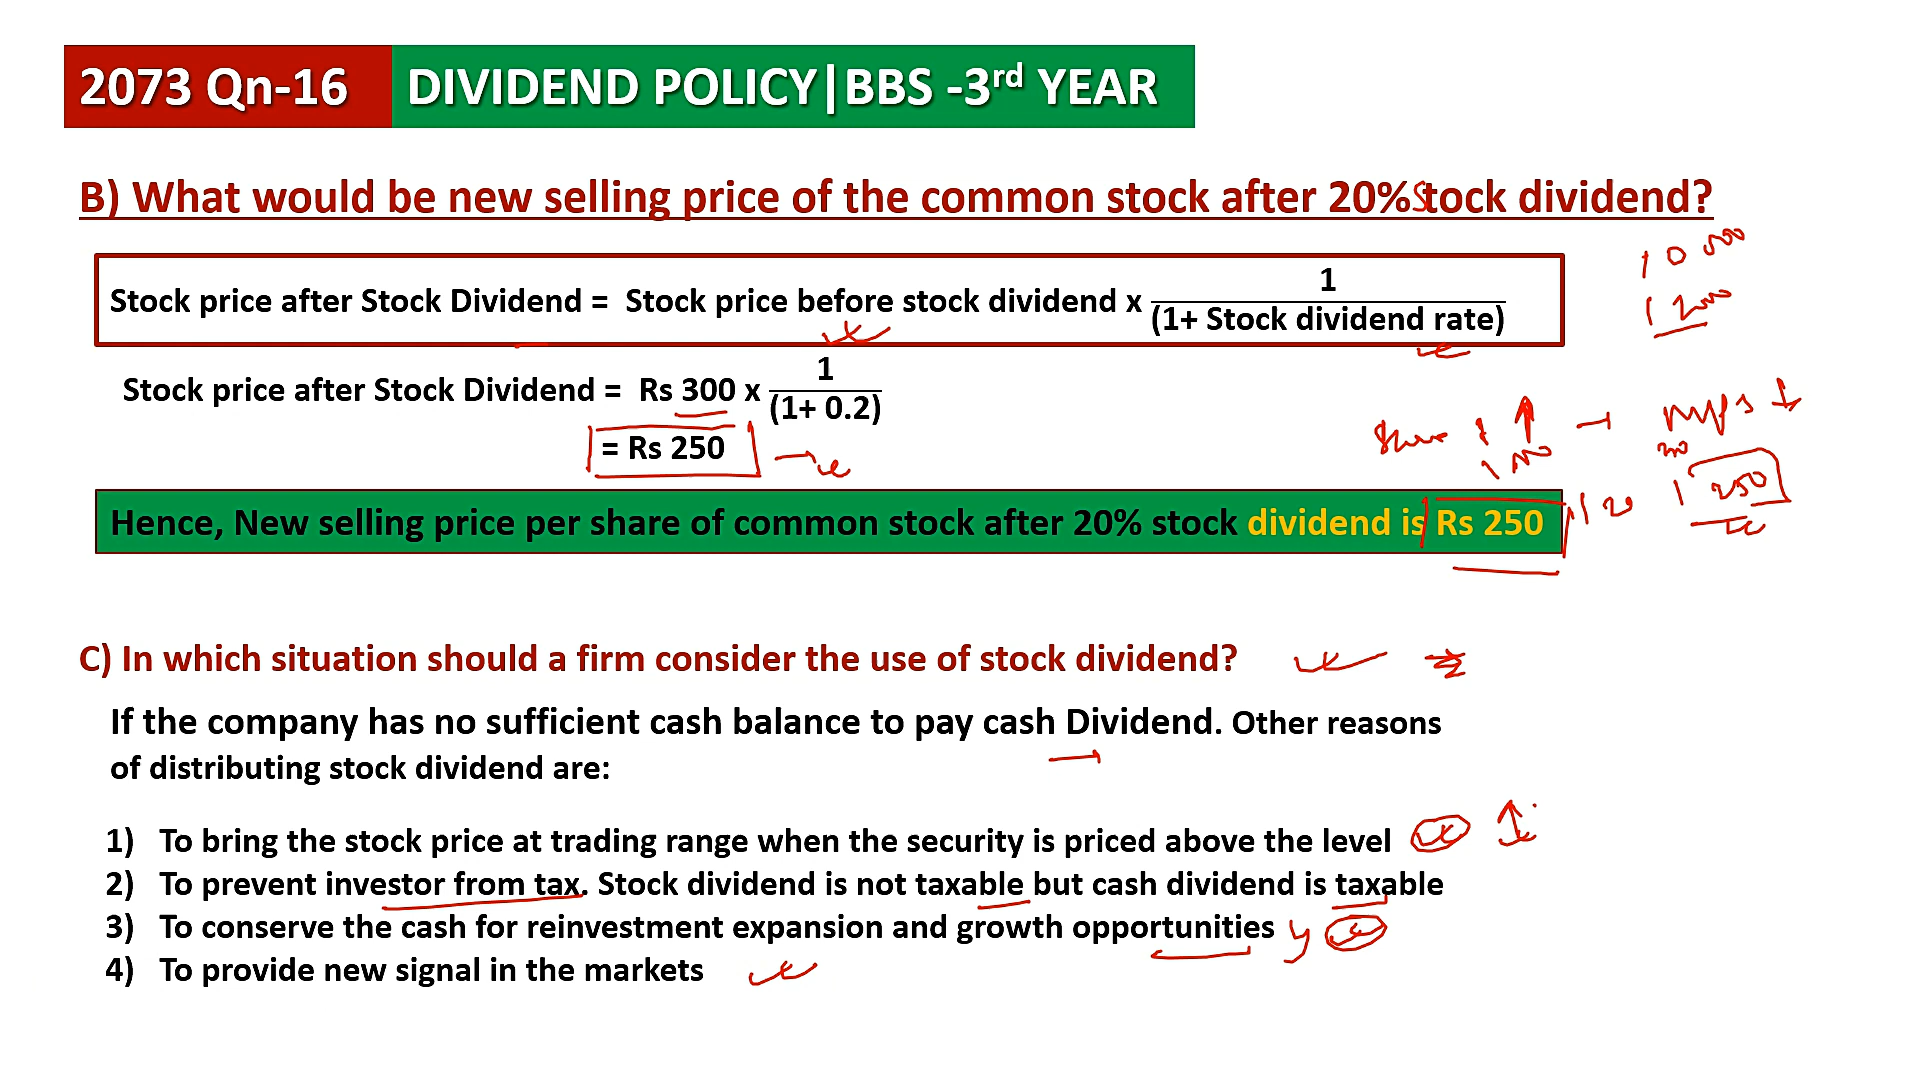 2073 Qn-16 DIVIDEND POLICY|BBS -3rd YEAR
B) What would be new selling price of the common stock after 20% Stock dividend?
Stock price after Stock Dividend = Stock price before stock dividend x 1
(1+ Stock dividend rate)
Stock price after Stock Dividend = Rs 300 x 1
(1+ 0.2)
= Rs 250
Share
MPS
250
120
Hence, New selling price per share of common stock after 20% stock dividend is Rs 250
C) In which situation should a firm consider the use of stock dividend?
If the company has no sufficient cash balance to pay cash Dividend. Other reasons
of distributing stock dividend are:
1) To bring the stock price at trading range when the security is priced above the level
2) To prevent investor from tax. Stock dividend is not taxable but cash dividend is taxable
3) To conserve the cash for reinvestment expansion and growth opportunities
4) To provide new signal in the markets